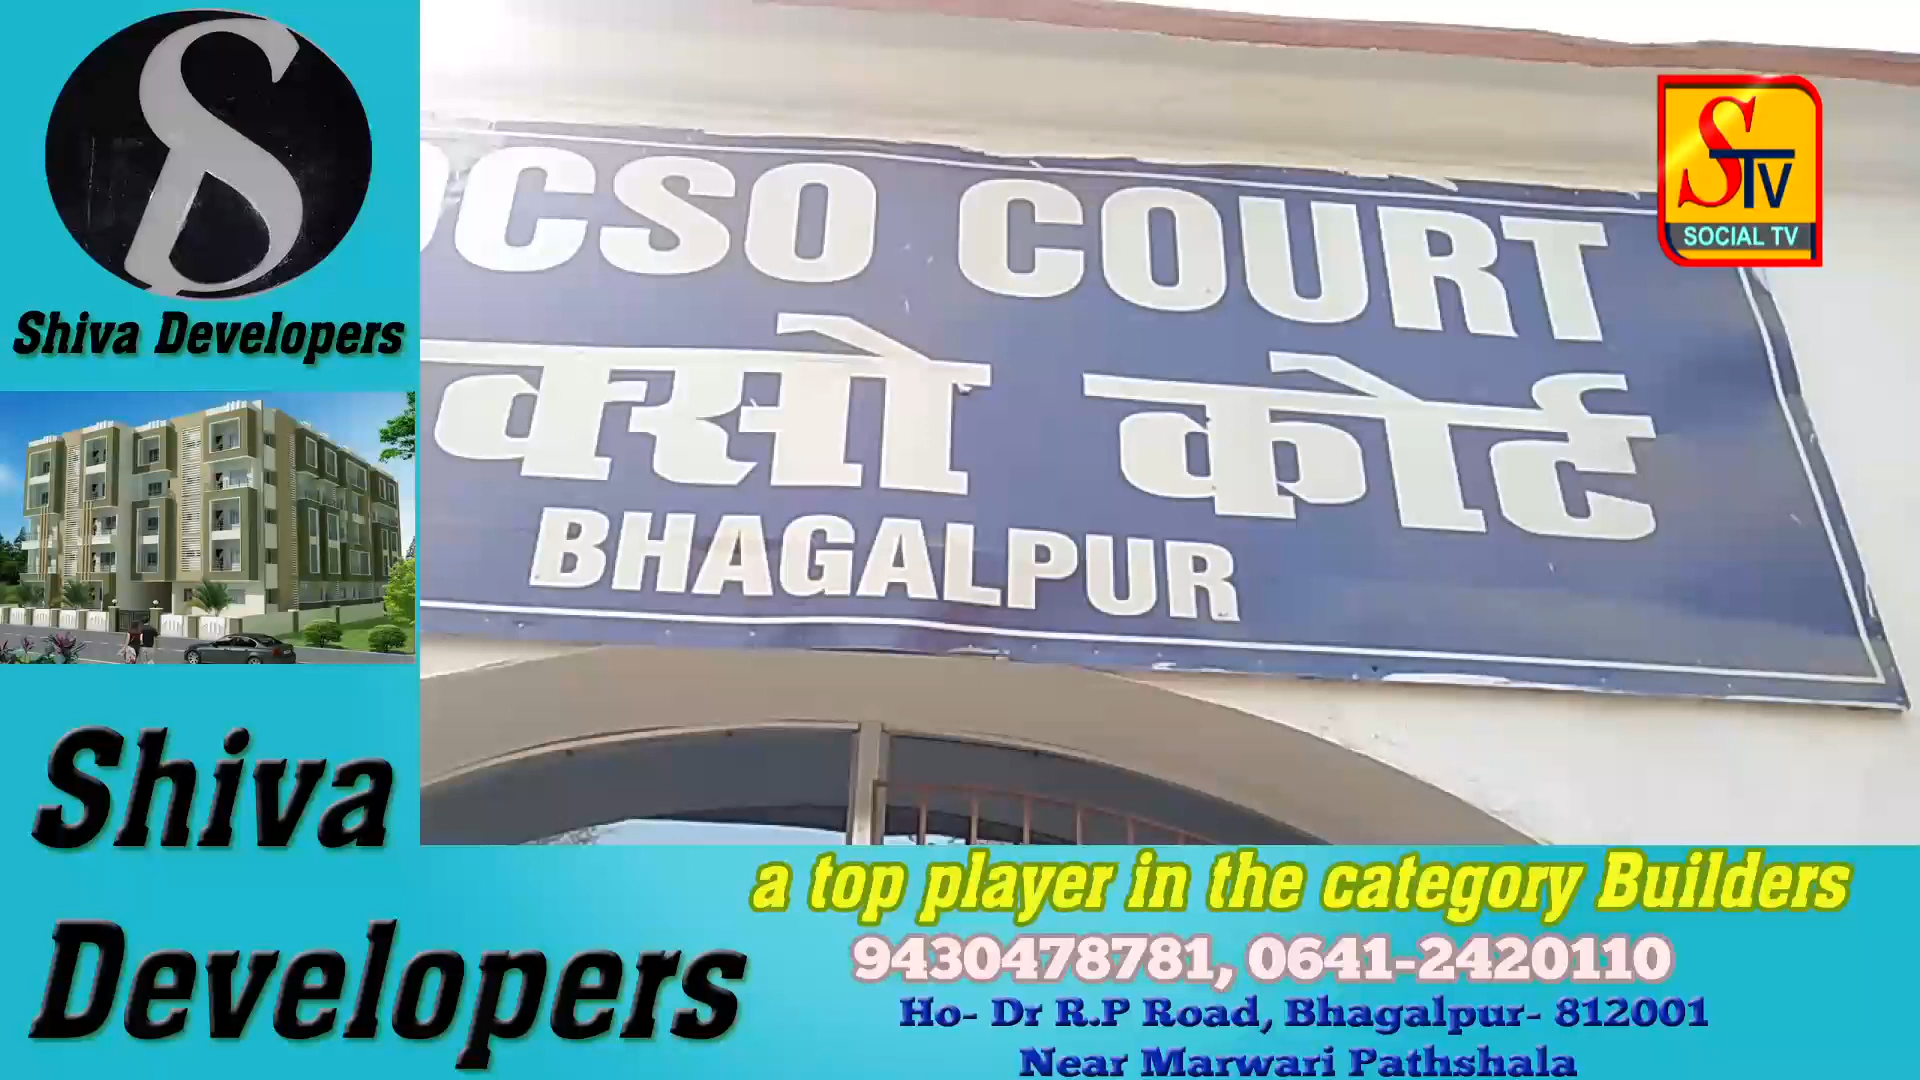 S
Shiva Developers
OCSO COURT
क्सो कोर्ट
BHAGALPUR
STV
SOCIAL TV
Shiva
Developers
a top player in the category Builders
9430478781, 0641-2420110
Ho- Dr R.P Road, Bhagalpur- 812001
Near Marwari Pathshala